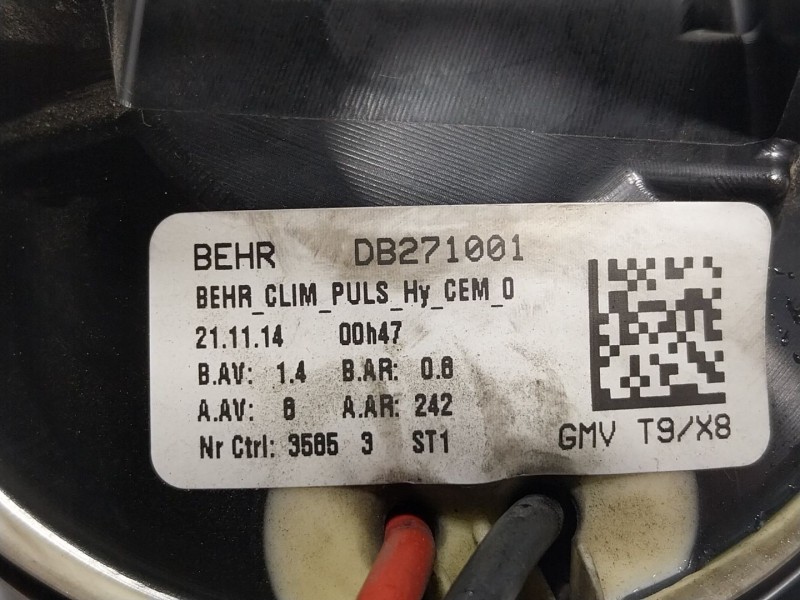 BEHR DB271001
BEHR_CLIM_PULS_Hy_CEM_0
21.11.14 00h47
B.AV: 1.4 B.AR: 0.8
A.AV: 8 A.AR: 242
Nr Ctrl: 3585 3 ST1
GMV T9/X8